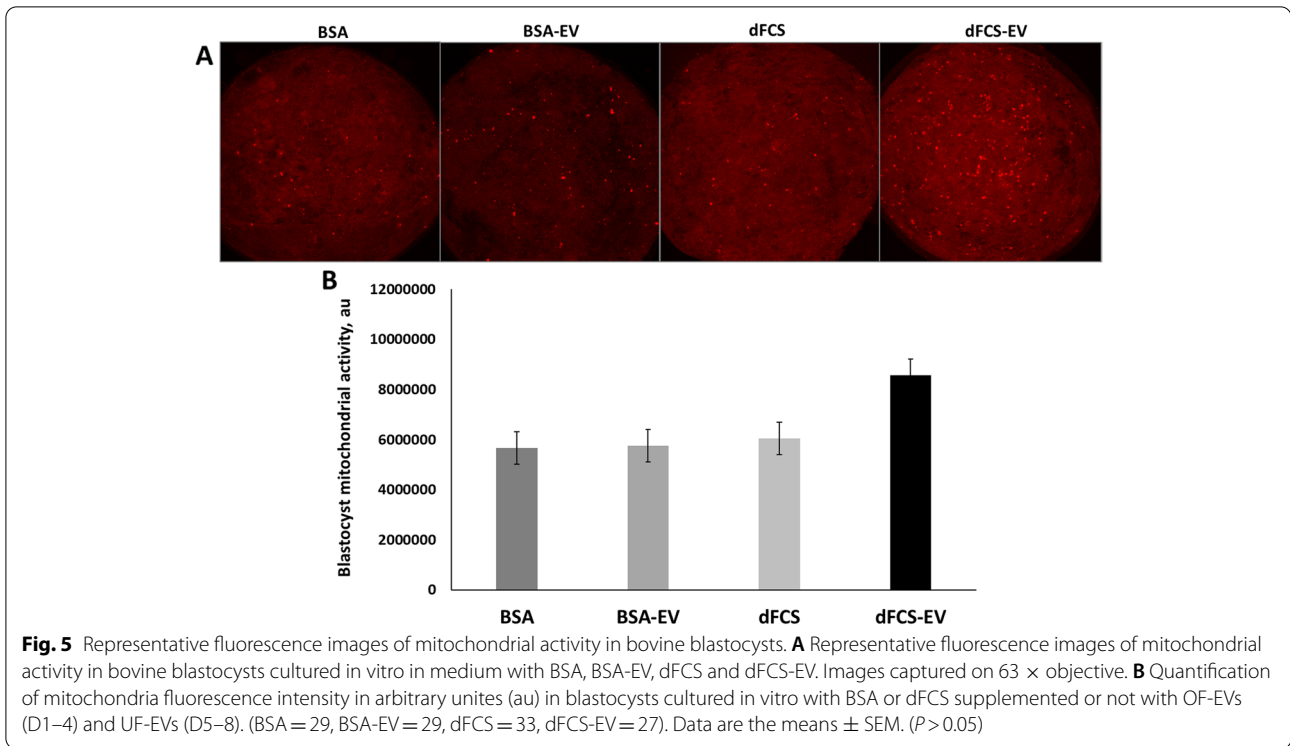 BSA BSA-EV dFCS dFCS-EV
A
B
Blastocyst mitochondrial activity, au
12000000
10000000
8000000
6000000
4000000
2000000
0
BSA BSA-EV dFCS dFCS-EV
Fig. 5 Representative fluorescence images of mitochondrial activity in bovine blastocysts. A Representative fluorescence images of mitochondrial
activity in bovine blastocysts cultured in vitro in medium with BSA, BSA-EV, dFCS and dFCS-EV. Images captured on 63 × objective. B Quantification
of mitochondria fluorescence intensity in arbitrary unites (au) in blastocysts cultured in vitro with BSA or dFCS supplemented or not with OF-EVs
(D1–4) and UF-EVs (D5–8). (BSA = 29, BSA-EV = 29, dFCS = 33, dFCS-EV = 27). Data are the means ± SEM. (P > 0.05)